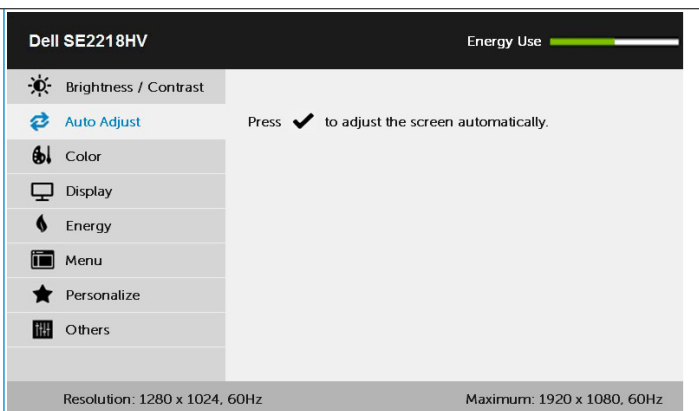 Dell SE2218HV Energy Use
Brightness / Contrast
Auto Adjust Press ✔ to adjust the screen automatically.
Color
Display
Energy
Menu
Personalize
Others
Resolution: 1280 x 1024, 60Hz Maximum: 1920 x 1080, 60Hz